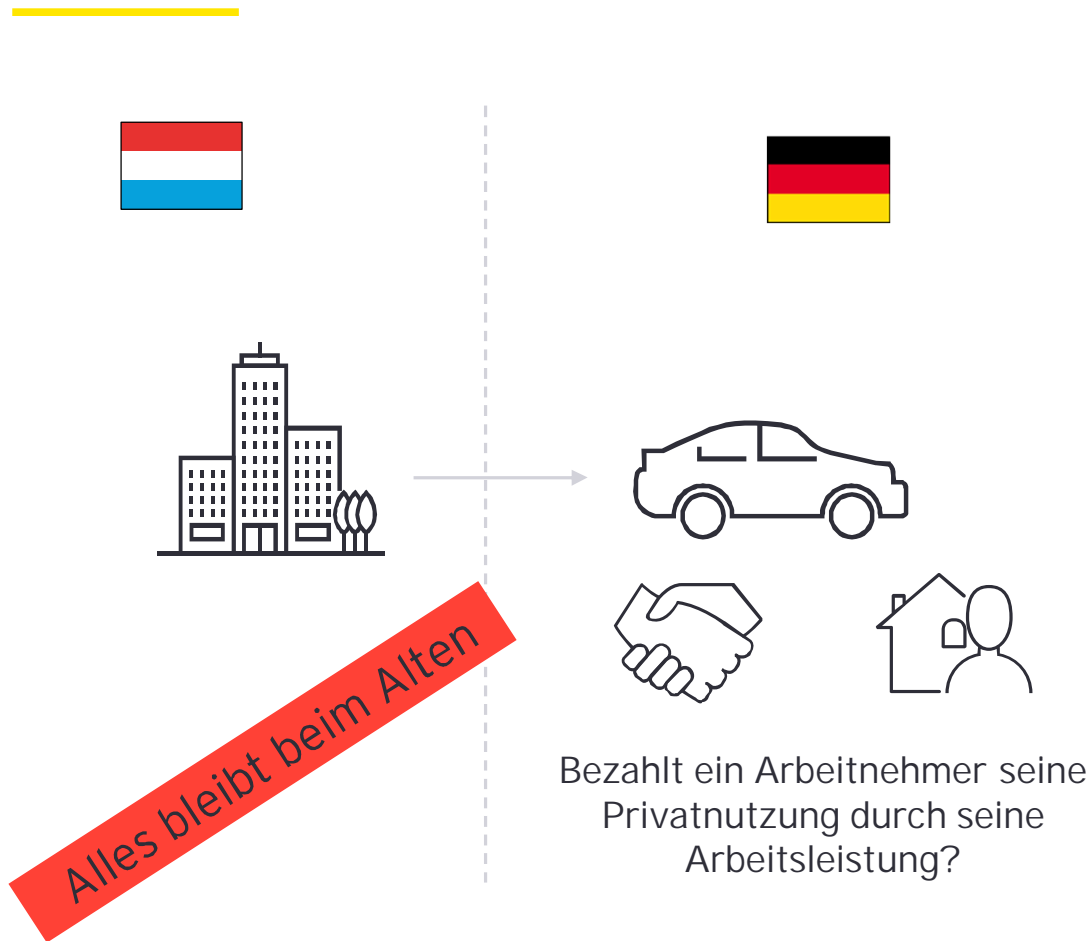 Alles bleibt beim Alten
Bezahlt ein Arbeitnehmer seine
Privatnutzung durch seine
Arbeitsleistung?